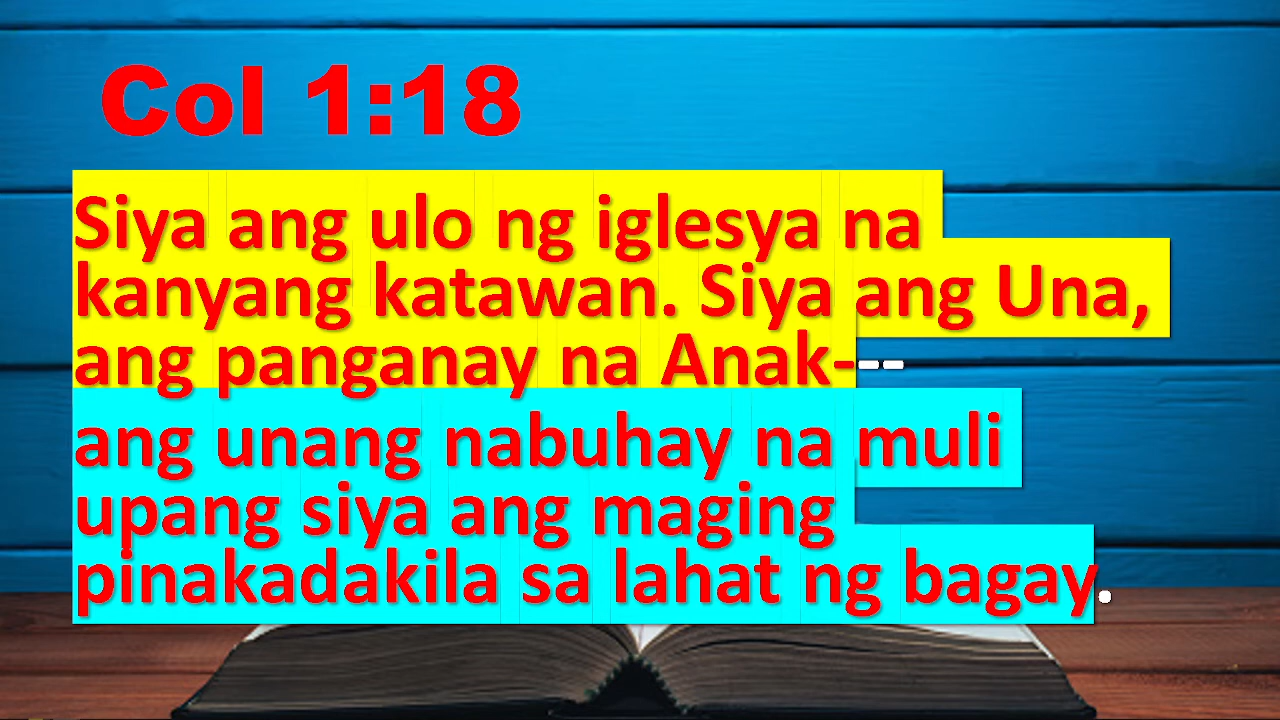 Col 1:18
Siya ang ulo ng iglesya na
kanyang katawan. Siya ang Una,
ang panganay na Anak---
ang unang nabuhay na muli
upang siya ang maging
pinakadakila sa lahat ng bagay.